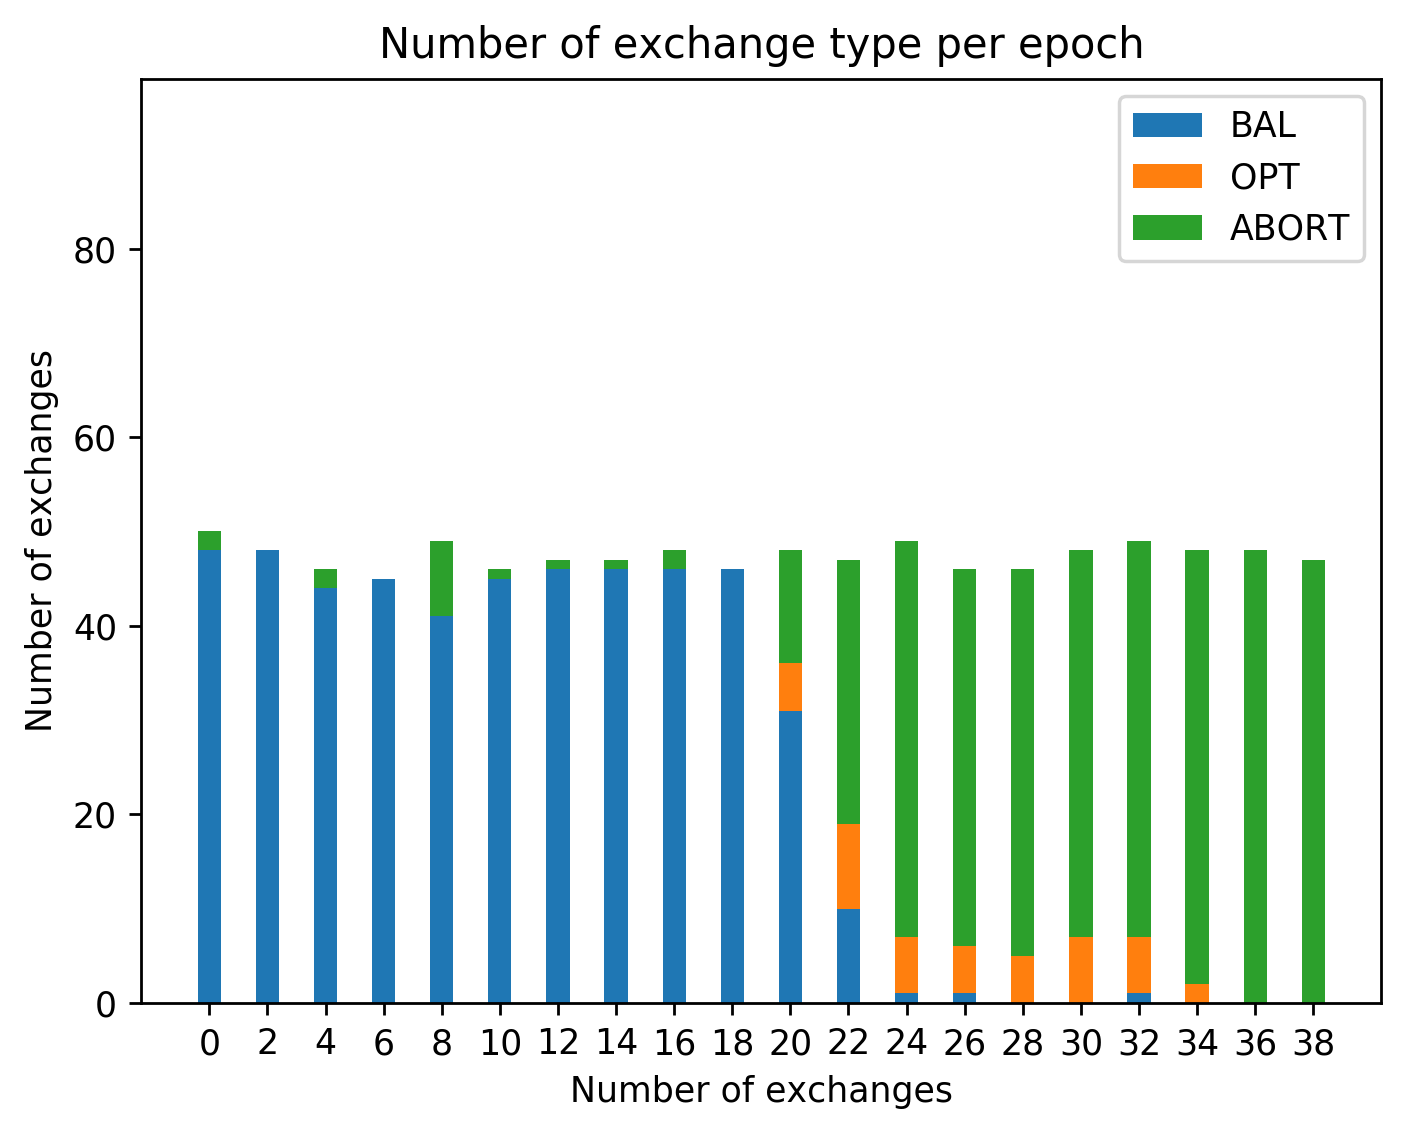 Number of exchange type per epoch
BAL
OPT
ABORT
Number of exchanges
80
60
40
20
0
0 2 4 6 8 10 12 14 16 18 20 22 24 26 28 30 32 34 36 38
Number of exchanges